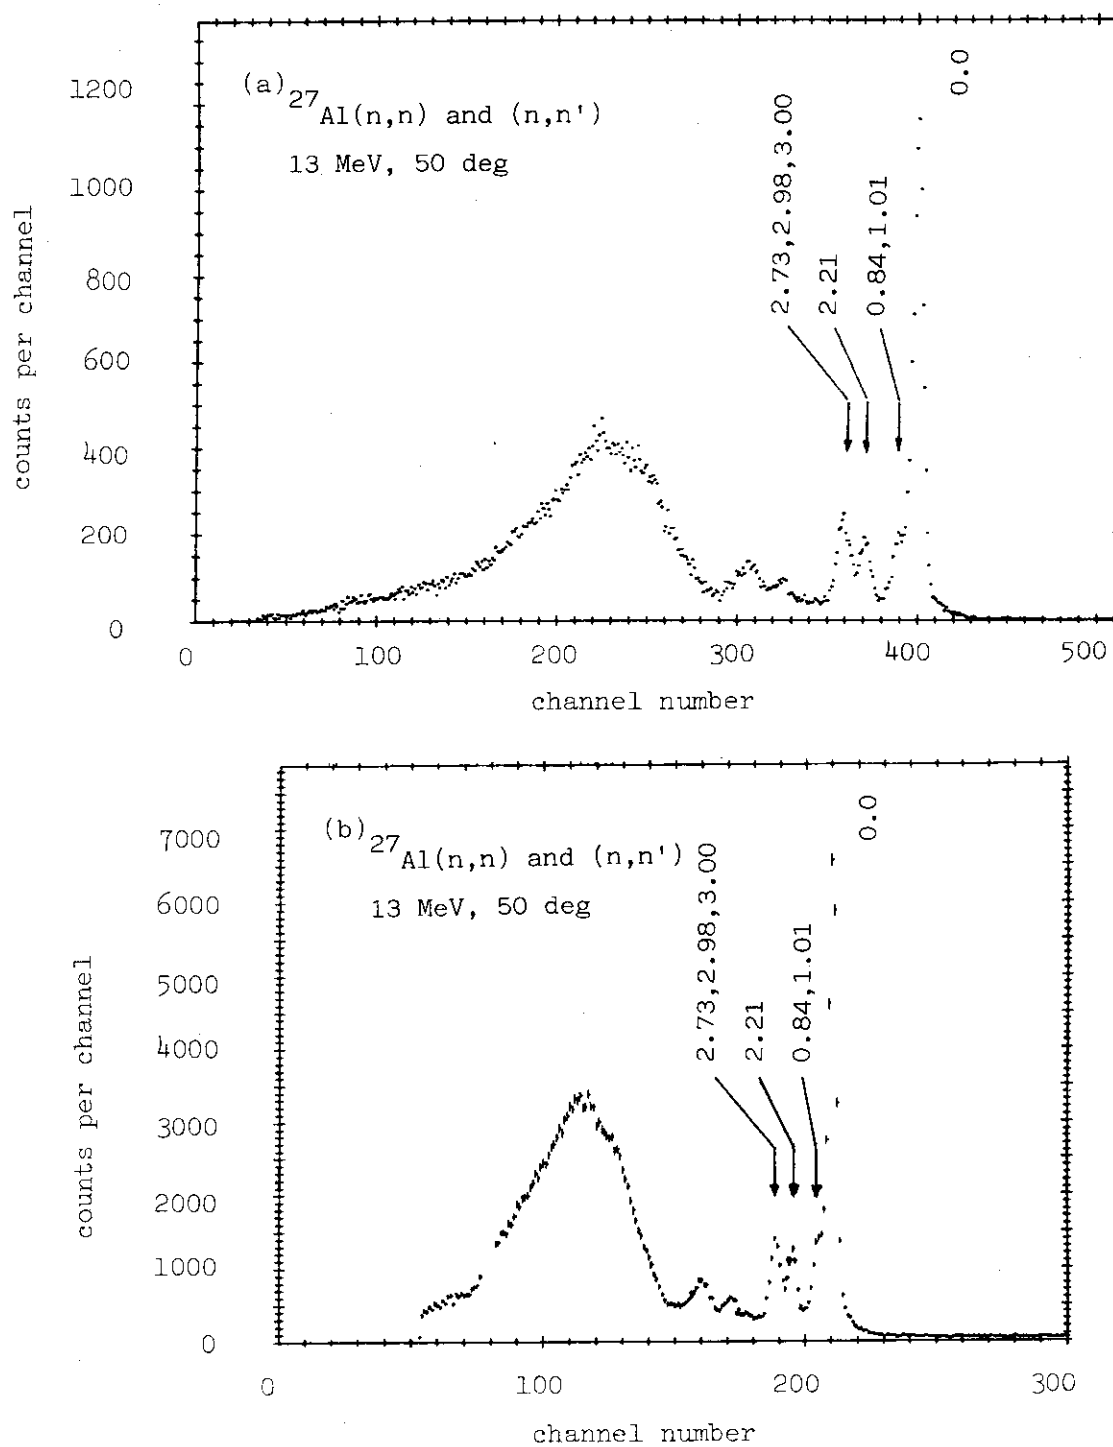 (a) 27Al(n,n) and (n,n')
13 MeV, 50 deg
0.0
2.73,2.98,3.00
2.21
0.84,1.01
counts per channel
1200
1000
800
600
400
200
0
0 100 200 300 400 500
channel number
(b) 27Al(n,n) and (n,n')
13 MeV, 50 deg
0.0
2.73,2.98,3.00
2.21
0.84,1.01
counts per channel
7000
6000
5000
4000
3000
2000
1000
0
0 100 200 300
channel number